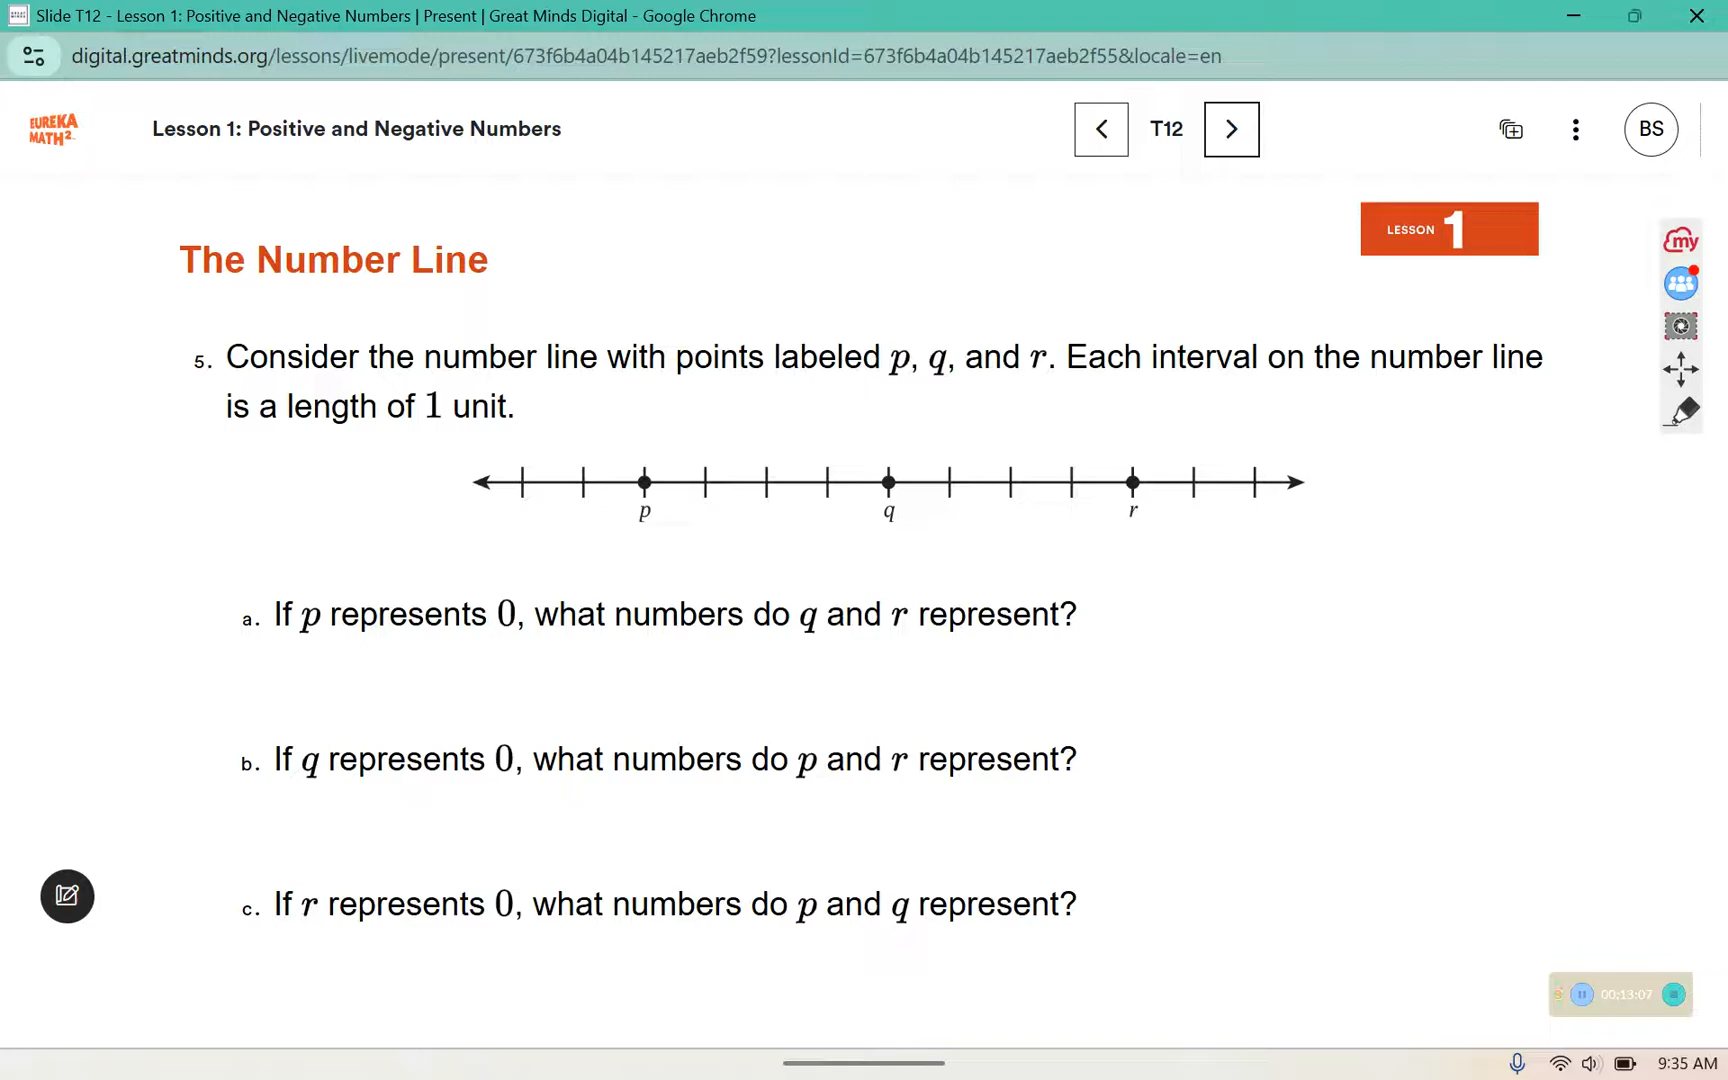 Slide T12 - Lesson 1: Positive and Negative Numbers | Present | Great Minds Digital - Google Chrome
digital.greatminds.org/lessons/livemode/present/673f6b4a04b145217aeb2f59?lessonId=673f6b4a04b145217aeb2f55&locale=en
EUREKA
MATH²
Lesson 1: Positive and Negative Numbers
T12
BS
LESSON 1
my
The Number Line
5. Consider the number line with points labeled p, q, and r. Each interval on the number line
is a length of 1 unit.
p q r
a. If p represents 0, what numbers do q and r represent?
b. If q represents 0, what numbers do p and r represent?
c. If r represents 0, what numbers do p and q represent?
00:13:07
9:35 AM